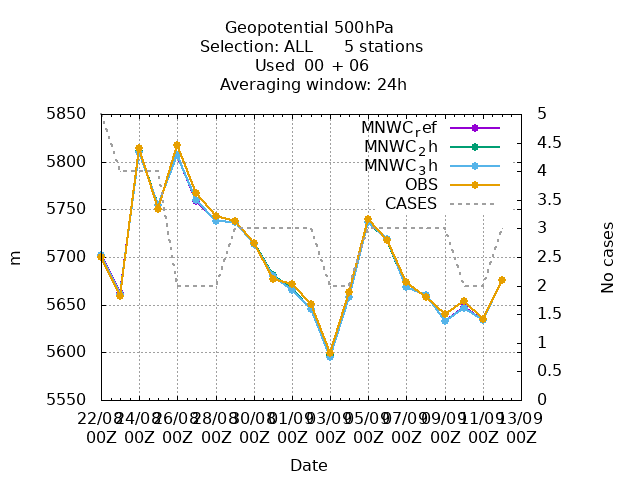 Geopotential 500hPa
Selection: ALL 5 stations
Used 00 + 06
Averaging window: 24h
5850
5800
5750
5700
5650
5600
5550
m
5
4.5
4
3.5
3
2.5
2
1.5
1
0.5
0
No cases
MNWC_ref
MNWC_2h
MNWC_3h
OBS
CASES
22/08 24/08 26/08 28/08 30/08 01/09 03/09 05/09 07/09 09/09 11/09 13/09
00Z 00Z 00Z 00Z 00Z 00Z 00Z 00Z 00Z 00Z 00Z 00Z
Date